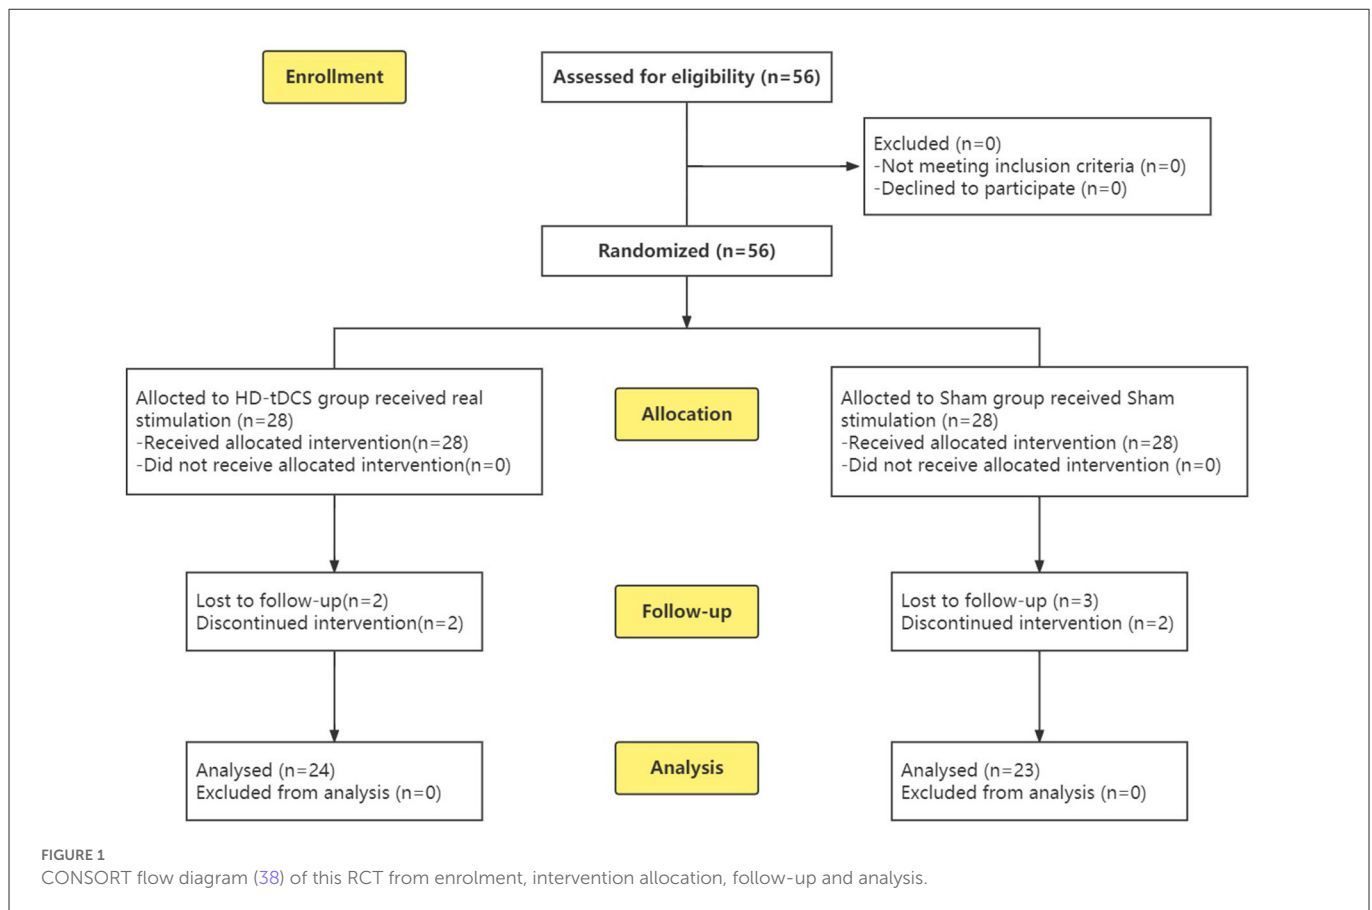 Enrollment
Assessed for eligibility (n=56)
Excluded (n=0)
-Not meeting inclusion criteria (n=0)
-Declined to participate (n=0)
Randomized (n=56)
Allocted to HD-tDCS group received real
stimulation (n=28)
-Received allocated intervention(n=28)
-Did not receive allocated intervention(n=0)
Allocation
Allocted to Sham group received Sham
stimulation (n=28)
-Received allocated intervention (n=28)
-Did not receive allocated intervention (n=0)
Lost to follow-up(n=2)
Discontinued intervention(n=2)
Follow-up
Lost to follow-up (n=3)
Discontinued intervention (n=2)
Analysed (n=24)
Excluded from analysis (n=0)
Analysis
Analysed (n=23)
Excluded from analysis (n=0)
FIGURE 1
CONSORT flow diagram (38) of this RCT from enrolment, intervention allocation, follow-up and analysis.